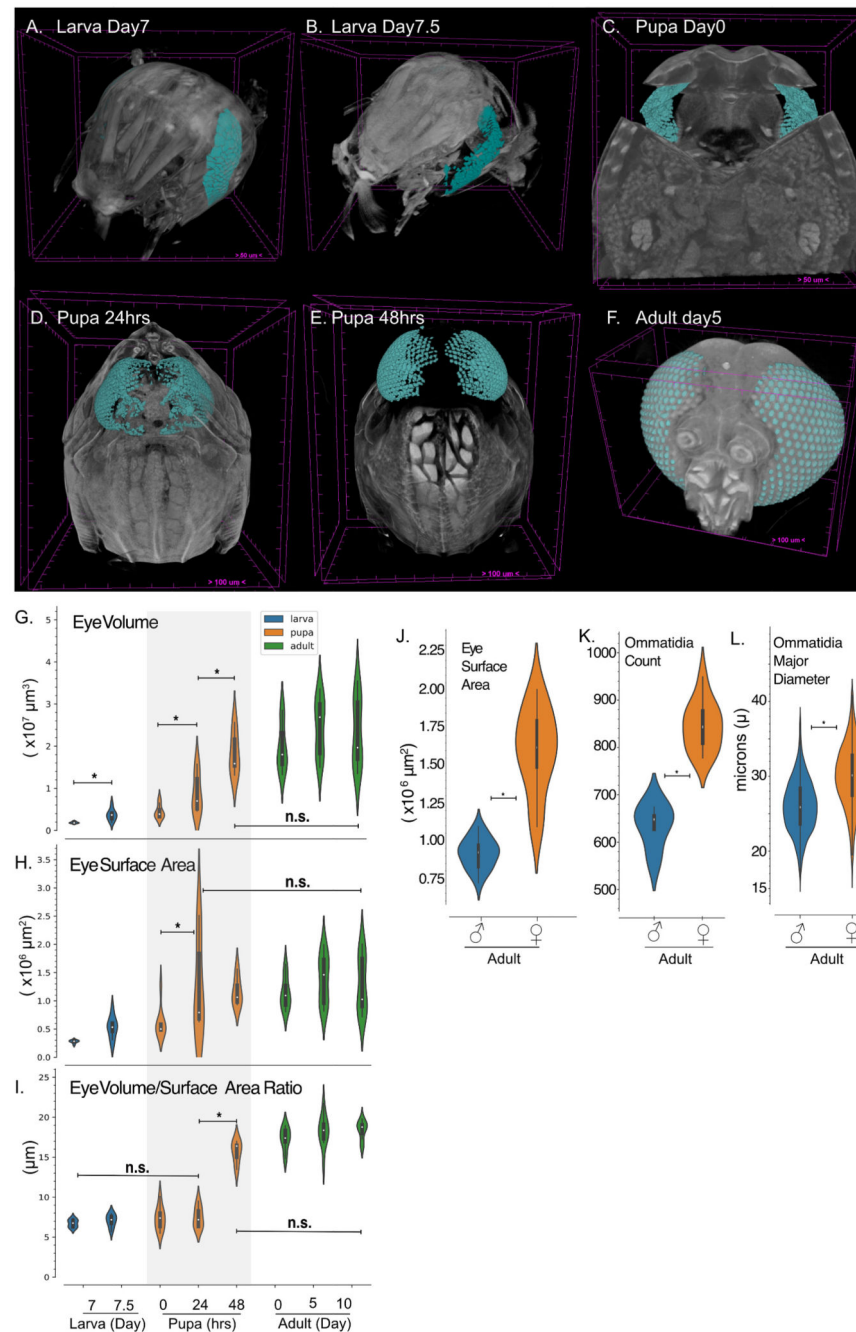 A. Larva Day7
B. Larva Day7.5
C. Pupa Day0
> 50 um <
> 50 um <
D. Pupa 24hrs
E. Pupa 48hrs
F. Adult day5
> 100 um <
> 100 um <
> 100 um <
G. Eye Volume
larva
pupa
adult
( x10⁷ µm³)
5
4
3
2
1
0
*
*
*
n.s.
H. Eye Surface Area
( x10⁶ µm²)
3.5
3.0
2.5
2.0
1.5
1.0
0.5
0.0
*
n.s.
I. Eye Volume/Surface Area Ratio
(µm)
25
20
15
10
5
0
n.s.
*
n.s.
7 7.5 0 24 48 0 5 10
Larva (Day) Pupa (hrs) Adult (Day)
J. Eye
Surface
Area
(x10⁶ µm²)
2.25
2.00
1.75
1.50
1.25
1.00
0.75
*
♂ ♀
Adult
K. Ommatidia
Count
1000
900
800
700
650
600
500
*
♂ ♀
Adult
L. Ommatidia
Major
Diameter
microns (µ)
40
30
20
15
*
♂ ♀
Adult